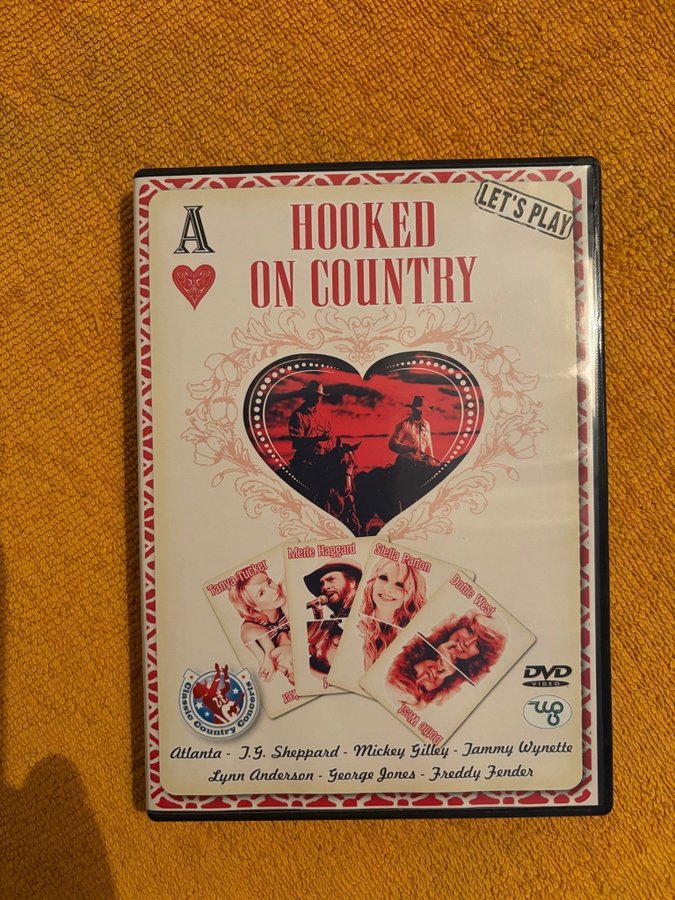 A
HOOKED
ON COUNTRY
LET'S PLAY
Tanya Tucker
Merle Haggard
Stella Parton
Dottie West
Dottie West
Classic Country Concerts
DVD
VIDEO
Atlanta - T.G. Sheppard - Mickey Gilley - Tammy Wynette
Lynn Anderson - George Jones - Freddy Fender